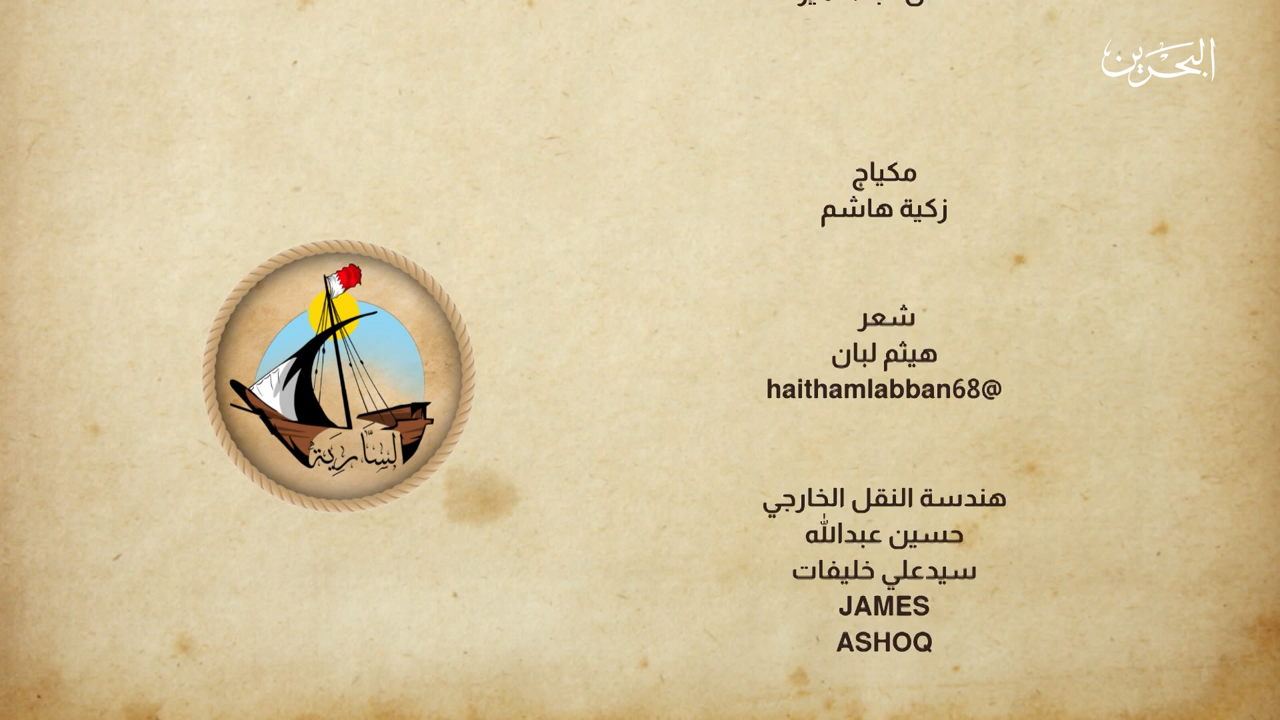 البحرين
مكياج
زكية هاشم
شعر
هيثم لبان
haithamlabban68@
السارية
هندسة النقل الخارجي
حسين عبدالله
سيدعلي خليفات
JAMES
ASHOQ